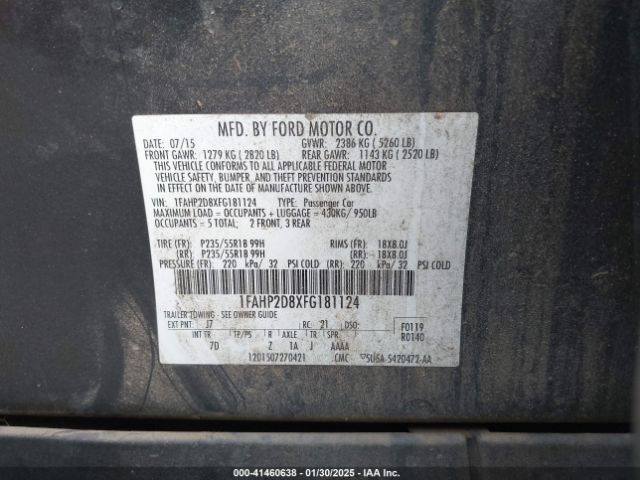 MFD. BY FORD MOTOR CO.
DATE: 07/15 GVWR: 2386 KG ( 5260 LB)
FRONT GAWR: 1279 KG ( 2820 LB) REAR GAWR: 1143 KG ( 2520 LB)
THIS VEHICLE CONFORMS TO ALL APPLICABLE FEDERAL MOTOR
VEHICLE SAFETY, BUMPER, AND THEFT PREVENTION STANDARDS
IN EFFECT ON THE DATE OF MANUFACTURE SHOWN ABOVE.
VIN: 1FAHP2D8XFG181124 TYPE: Passenger Car
MAXIMUM LOAD = OCCUPANTS + LUGGAGE = 430KG/ 950LB
OCCUPANTS = 5 TOTAL; 2 FRONT, 3 REAR
TIRE (FR): P235/55R18 99H RIMS (FR): 18X8.0J
(RR): P235/55R18 99H (RR): 18X8.0J
PRESSURE (FR): 220 kPa/ 32 PSI COLD (RR): 220 kPa/ 32 PSI COLD
1FAHP2D8XFG181124
TRAILER TOWING - SEE OWNER GUIDE
EXT PNT: J7 RC: 21 DSO: F0119
INT TR TP/PS R AXLE TR SPR R0140
7D Z 1A J AAAA
1201507270421 CMC 5U5A-5420472-AA
000-41460638 - 01/30/2025 - IAA Inc.